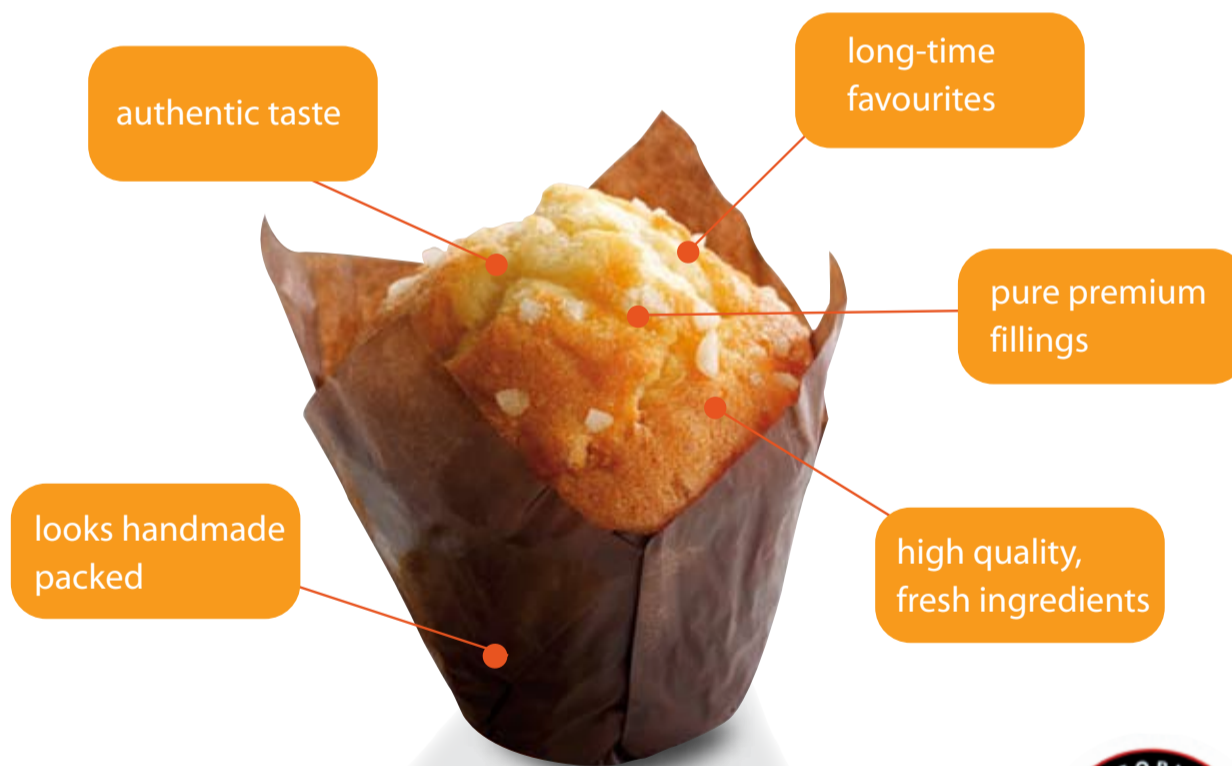 long-time
favourites
authentic taste
pure premium
fillings
looks handmade
packed
high quality,
fresh ingredients